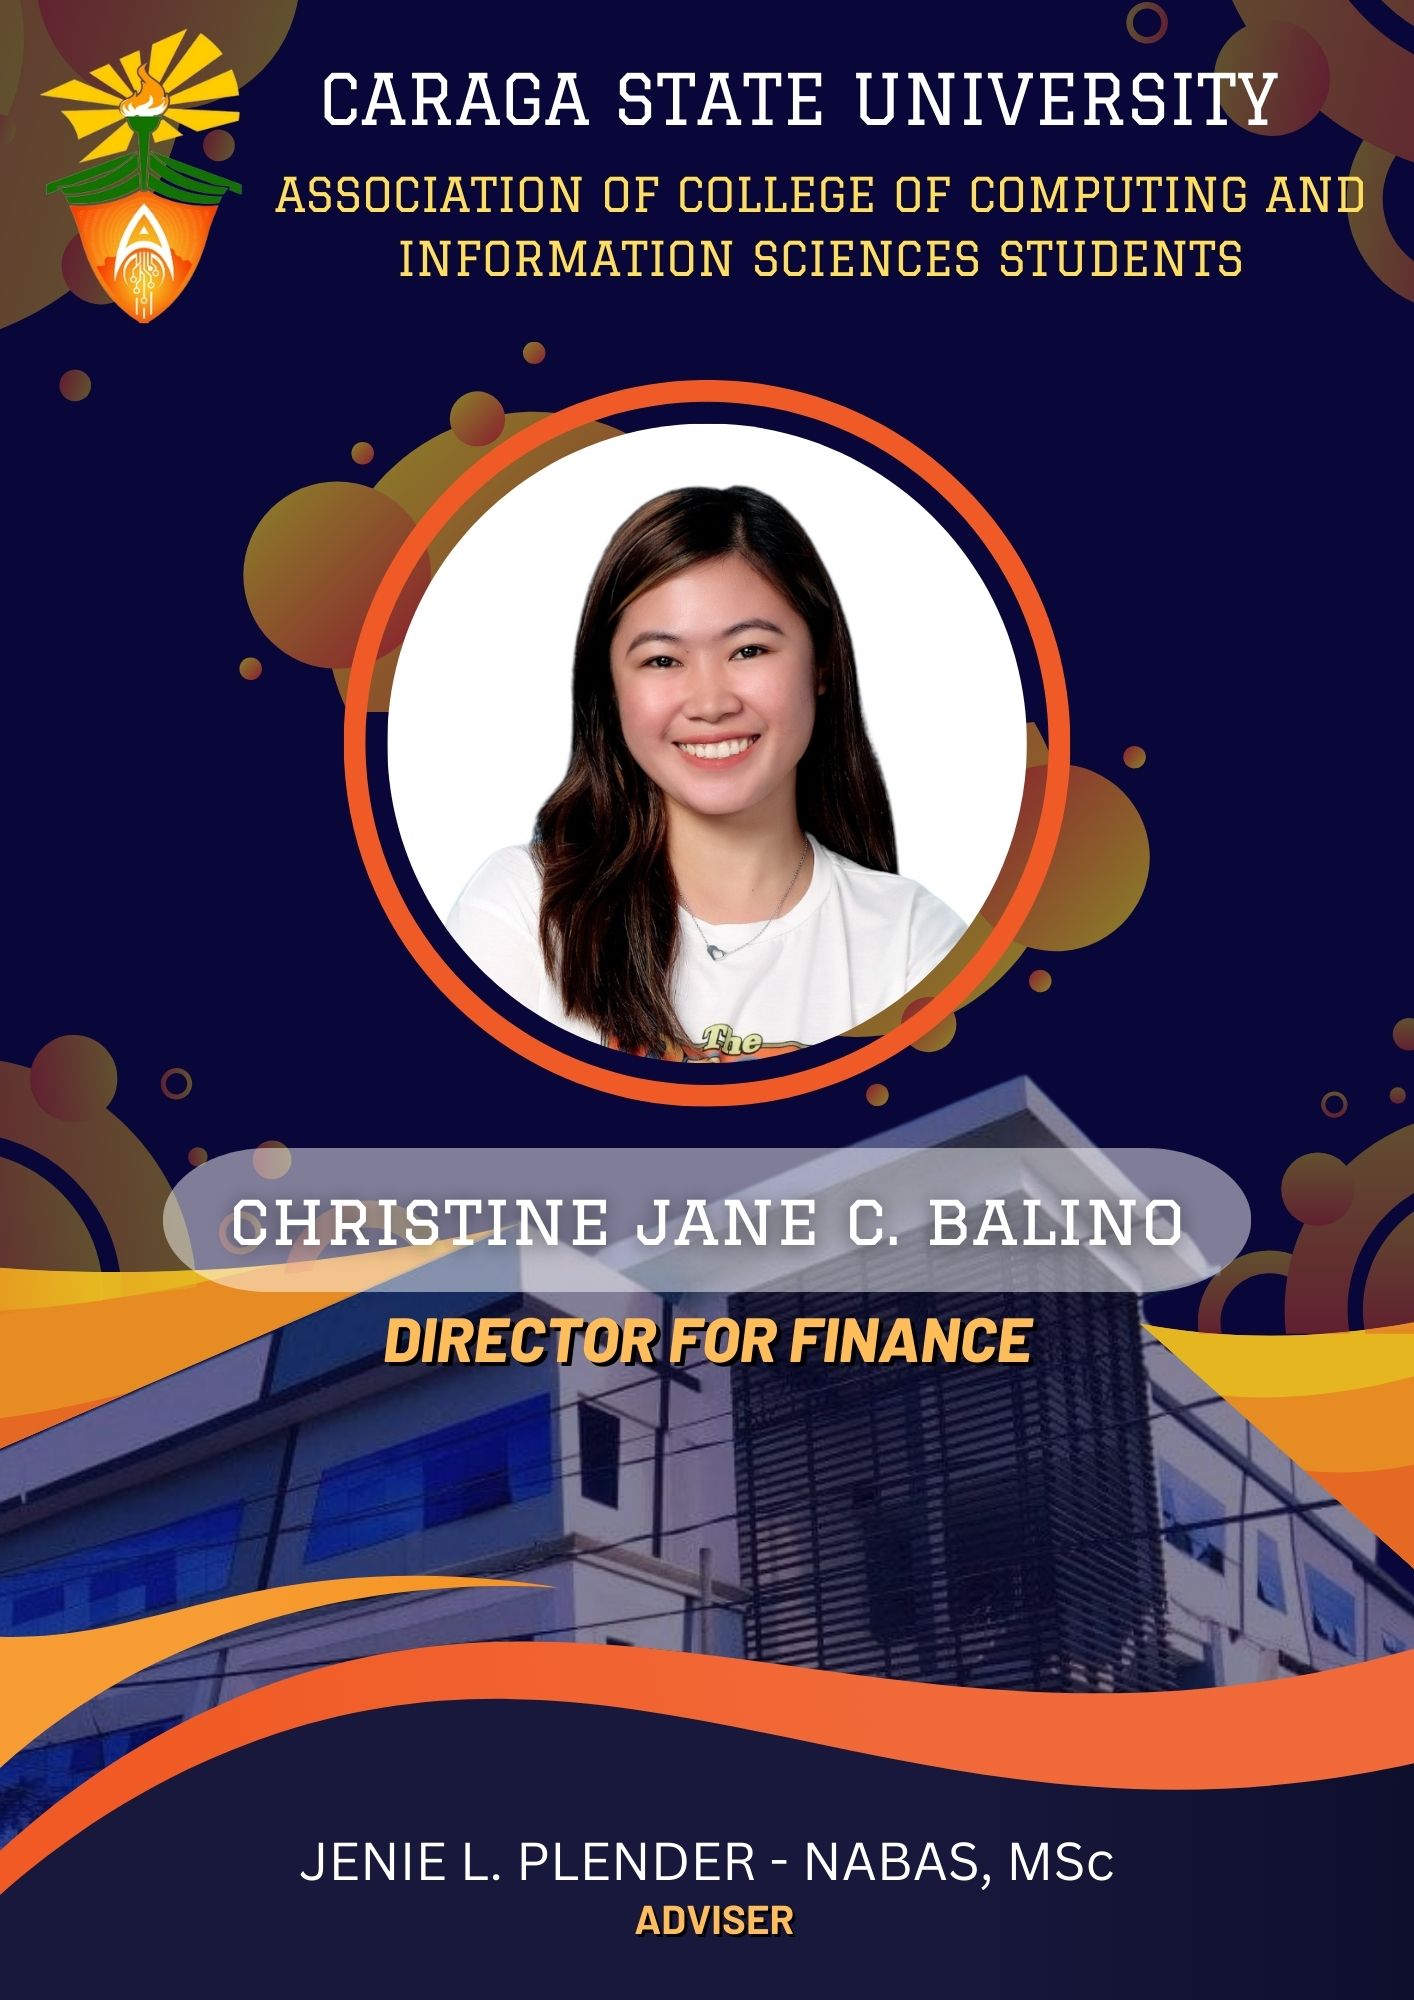 CARAGA STATE UNIVERSITY
ASSOCIATION OF COLLEGE OF COMPUTING AND
INFORMATION SCIENCES STUDENTS
The
CHRISTINE JANE C. BALINO
DIRECTOR FOR FINANCE
JENIE L. PLENDER - NABAS, MSc
ADVISER